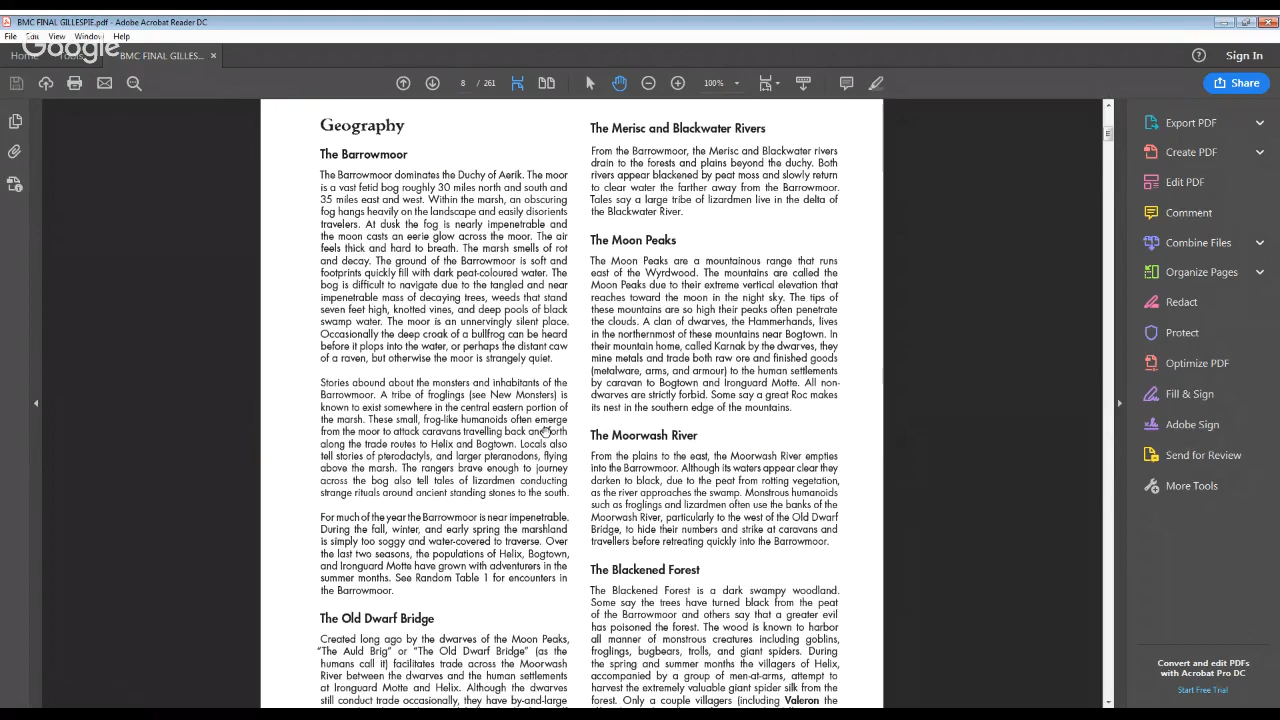 BMC FINAL GILLESPIE.pdf - Adobe Acrobat Reader DC
File Edit View Window Help
Google
Home Tools BMC FINAL GILLES...
Sign In
8 / 261
100%
Share
Geography
The Barrowmoor
The Barrowmoor dominates the Duchy of Aerik. The moor
is a vast fetid bog roughly 30 miles north and south and
35 miles east and west. Within the marsh, an obscuring
fog hangs heavily on the landscape and easily disorients
travelers. At dusk the fog is nearly impenetrable and
the moon casts an eerie glow across the moor. The air
feels thick and hard to breath. The marsh smells of rot
and decay. The ground of the Barrowmoor is soft and
footprints quickly fill with dark peat-coloured water. The
bog is difficult to navigate due to the tangled and near
impenetrable mass of decaying trees, weeds that stand
seven feet high, knotted vines, and deep pools of black
swamp water. The moor is an unnervingly silent place.
Occasionally the deep croak of a bullfrog can be heard
before it plops into the water, or perhaps the distant caw
of a raven, but otherwise the moor is strangely quiet.
Stories abound about the monsters and inhabitants of the
Barrowmoor. A tribe of froglings (see New Monsters) is
known to exist somewhere in the central eastern portion of
the marsh. These small, frog-like humanoids often emerge
from the moor to attack caravans travelling back and forth
along the trade routes to Helix and Bogtown. Locals also
tell stories of pterodactyls, and larger pteranodons, flying
above the marsh. The rangers brave enough to journey
across the bog also tell tales of lizardmen conducting
strange rituals around ancient standing stones to the south.
For much of the year the Barrowmoor is near impenetrable.
During the fall, winter, and early spring the marshland
is simply too soggy and water-covered to traverse. Over
the last two seasons, the populations of Helix, Bogtown,
and Ironguard Motte have grown with adventurers in the
summer months. See Random Table 1 for encounters in
the Barrowmoor.
The Old Dwarf Bridge
Created long ago by the dwarves of the Moon Peaks,
"The Auld Brig" or "The Old Dwarf Bridge" (as the
humans call it) facilitates trade across the Moorwash
River between the dwarves and the human settlements
at Ironguard Motte and Helix. Although the dwarves
still conduct trade occasionally, they have by-and-large
The Merisc and Blackwater Rivers
From the Barrowmoor, the Merisc and Blackwater rivers
drain to the forests and plains beyond the duchy. Both
rivers appear blackened by peat moss and slowly return
to clear water the farther away from the Barrowmoor.
Tales say a large tribe of lizardmen live in the delta of
the Blackwater River.
The Moon Peaks
The Moon Peaks are a mountainous range that runs
east of the Wyrdwood. The mountains are called the
Moon Peaks due to their extreme vertical elevation that
reaches toward the moon in the night sky. The tips of
these mountains are so high their peaks often penetrate
the clouds. A clan of dwarves, the Hammerhands, lives
in the northernmost of these mountains near Bogtown. In
their mountain home, called Karnak by the dwarves, they
mine metals and trade both raw ore and finished goods
(metalware, arms, and armour) to the human settlements
by caravan to Bogtown and Ironguard Motte. All non-
dwarves are strictly forbid. Some say a great Roc makes
its nest in the southern edge of the mountains.
The Moorwash River
From the plains to the east, the Moorwash River empties
into the Barrowmoor. Although its waters appear clear they
darken to black, due to the peat from rotting vegetation,
as the river approaches the swamp. Monstrous humanoids
such as froglings and lizardmen often use the banks of the
Moorwash River, particularly to the west of the Old Dwarf
Bridge, to hide their numbers and strike at caravans and
travellers before retreating quickly into the Barrowmoor.
The Blackened Forest
The Blackened Forest is a dark swampy woodland.
Some say the trees have turned black from the peat
of the Barrowmoor and others say that a greater evil
has poisoned the forest. The wood is known to harbor
all manner of monstrous creatures including goblins,
froglings, bugbears, trolls, and giant spiders. During
the spring and summer months the villagers of Helix,
accompanied by a group of men-at-arms, attempt to
harvest the extremely valuable giant spider silk from the
forest. Only a couple villagers (including Valeron the
Export PDF
Create PDF
Edit PDF
Comment
Combine Files
Organize Pages
Redact
Protect
Optimize PDF
Fill & Sign
Adobe Sign
Send for Review
More Tools
Convert and edit PDFs
with Acrobat Pro DC
Start Free Trial